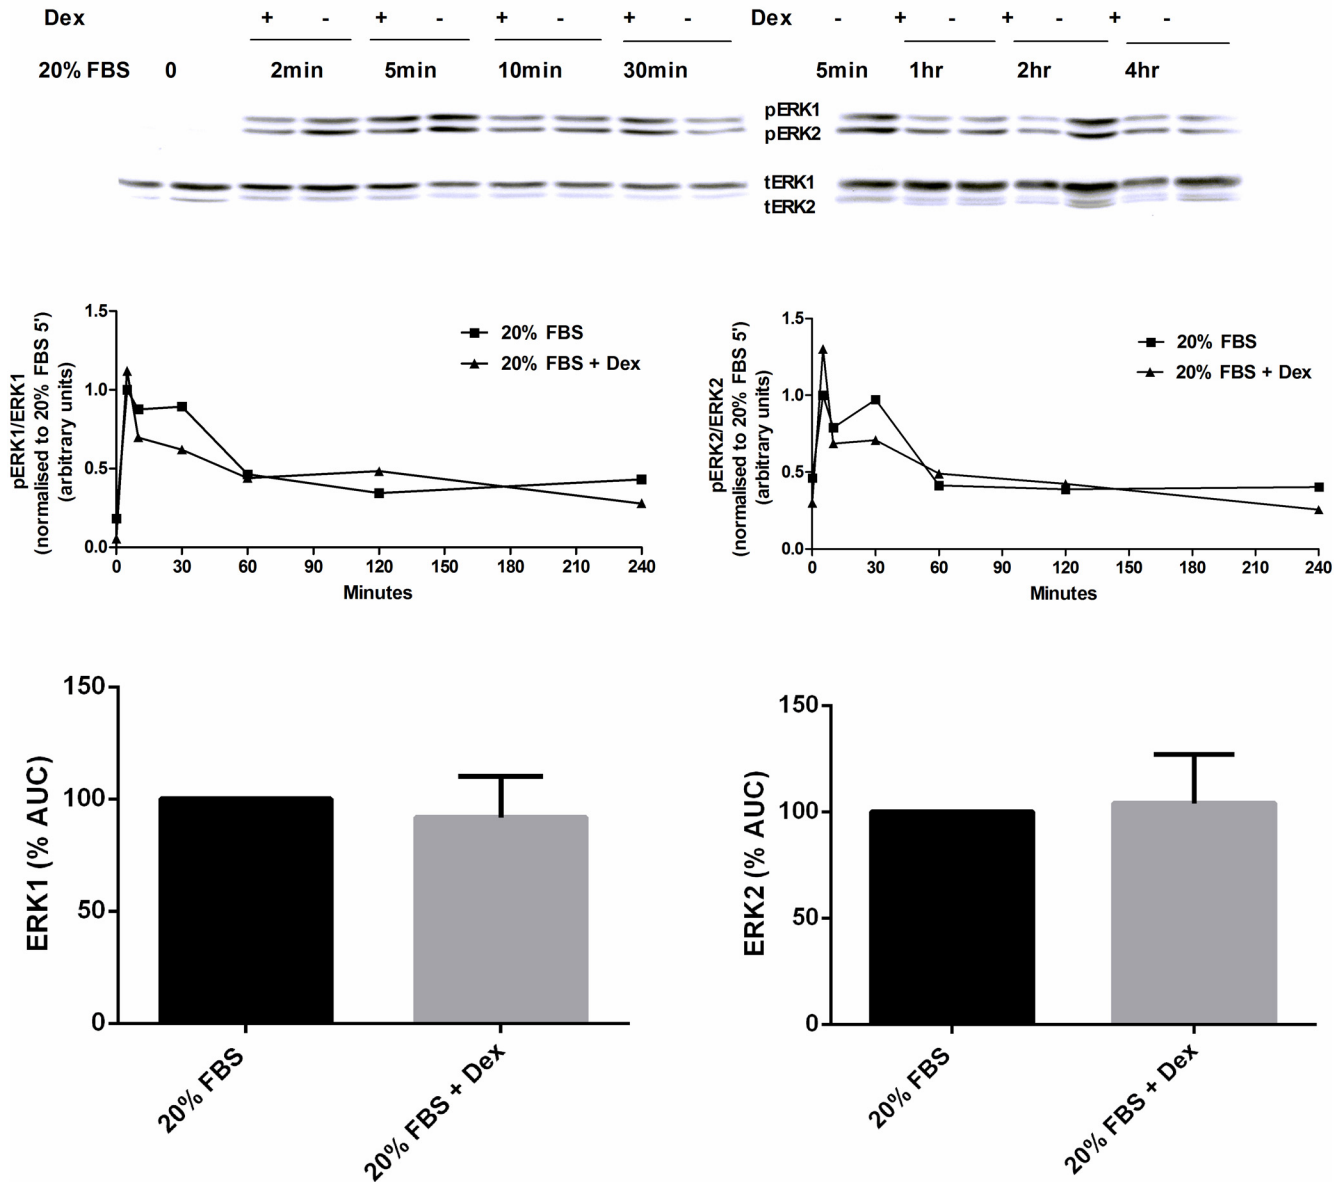 Dex + - + - + - + -
20% FBS 0 2min 5min 10min 30min
Dex - + - + - + -
5min 1hr 2hr 4hr
pERK1
pERK2
tERK1
tERK2
pERK1/ERK1
(normalised to 20% FBS 5')
(arbitrary units)
1.5
1.0
0.5
0.0
20% FBS
20% FBS + Dex
0 30 60 90 120 150 180 210 240
Minutes
pERK2/ERK2
(normalised to 20% FBS 5')
(arbitrary units)
1.5
1.0
0.5
0.0
20% FBS
20% FBS + Dex
0 30 60 90 120 150 180 210 240
Minutes
ERK1 (% AUC)
150
100
50
0
20% FBS
20% FBS + Dex
ERK2 (% AUC)
150
100
50
0
20% FBS
20% FBS + Dex